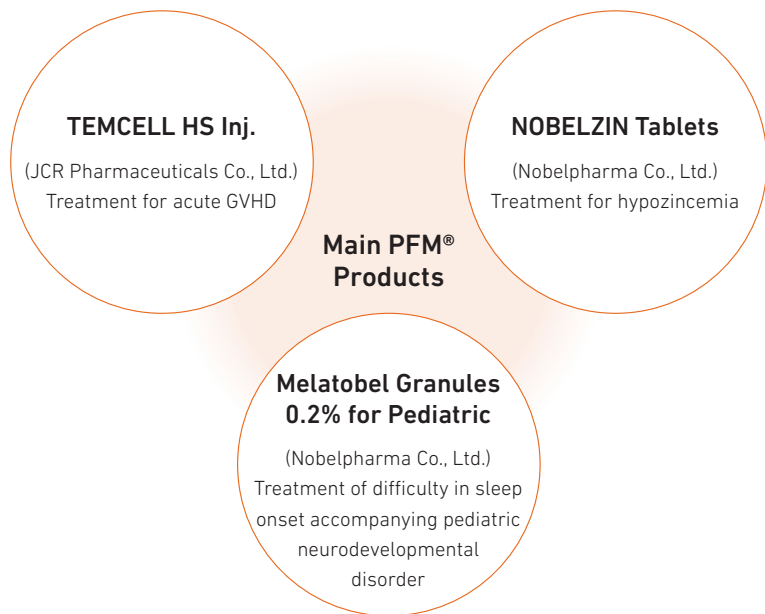 TEMCELL HS Inj.
(JCR Pharmaceuticals Co., Ltd.)
Treatment for acute GVHD
NOBELZIN Tablets
(Nobelpharma Co., Ltd.)
Treatment for hypozincemia
Main PFM®
Products
Melatobel Granules
0.2% for Pediatric
(Nobelpharma Co., Ltd.)
Treatment of difficulty in sleep
onset accompanying pediatric
neurodevelopmental
disorder